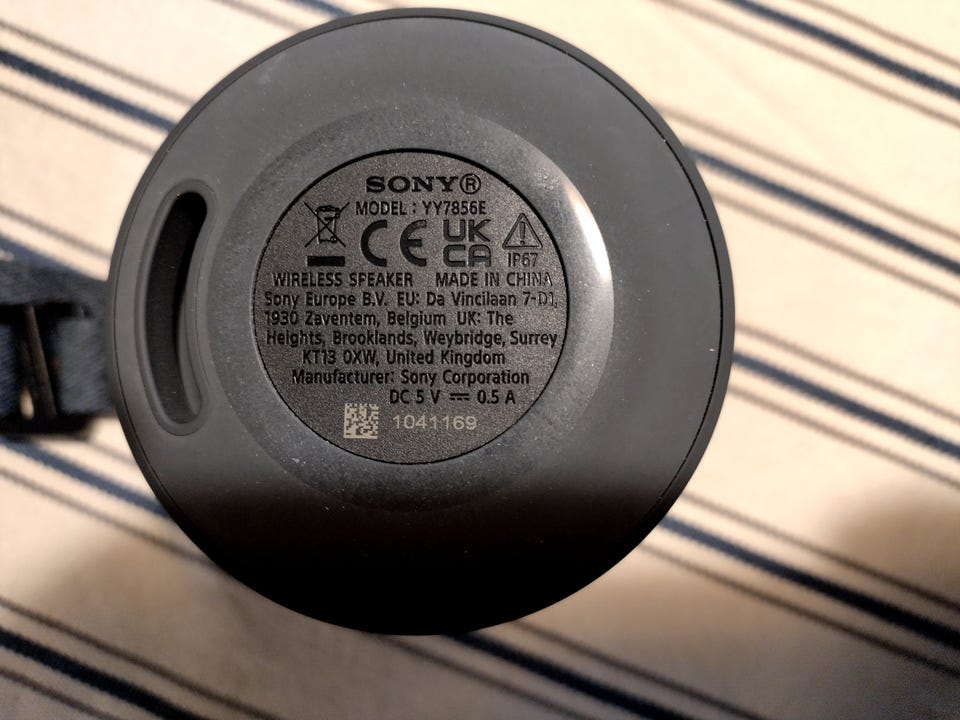 SONY®
MODEL : YY7856E
CE UK CA IP67
WIRELESS SPEAKER MADE IN CHINA
Sony Europe B.V. EU: Da Vincilaan 7-D1,
1930 Zaventem, Belgium UK: The
Heights, Brooklands, Weybridge, Surrey
KT13 0XW, United Kingdom
Manufacturer: Sony Corporation
DC 5 V ⎓ 0.5 A
1041169